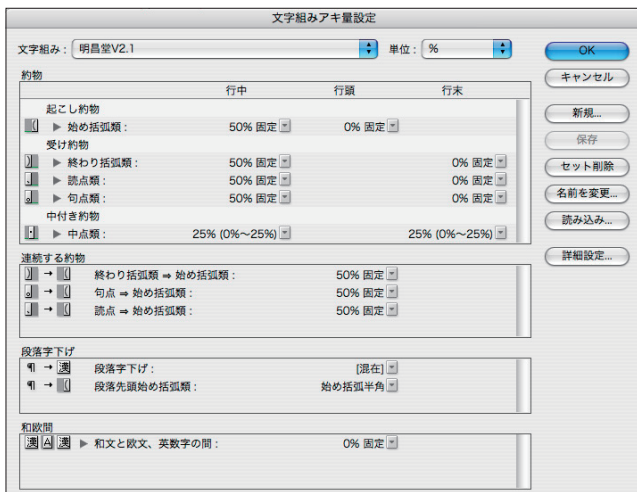 文字組みアキ量設定
文字組み： 明昌堂V2.1 単位： % OK
キャンセル
約物
行中 行頭 行末
新規...
起こし約物
▶ 始め括弧類： 50% 固定 0% 固定
保存
受け約物
▶ 終わり括弧類： 50% 固定 0% 固定
セット削除
▶ 読点類： 50% 固定 0% 固定
▶ 句点類： 50% 固定 0% 固定
名前を変更...
中付き約物
読み込み...
▶ 中点類： 25% (0%〜25%) 25% (0%〜25%)
詳細設定...
連続する約物
）→（ 終わり括弧類 ⇒ 始め括弧類： 50% 固定
。→（ 句点 ⇒ 始め括弧類： 50% 固定
、→（ 読点 ⇒ 始め括弧類： 50% 固定
段落字下げ
¶ → 漢 段落字下げ： [混在]
¶ →（ 段落先頭始め括弧類： 始め括弧半角
和欧間
漢 A 漢 ▶ 和文と欧文、英数字の間： 0% 固定